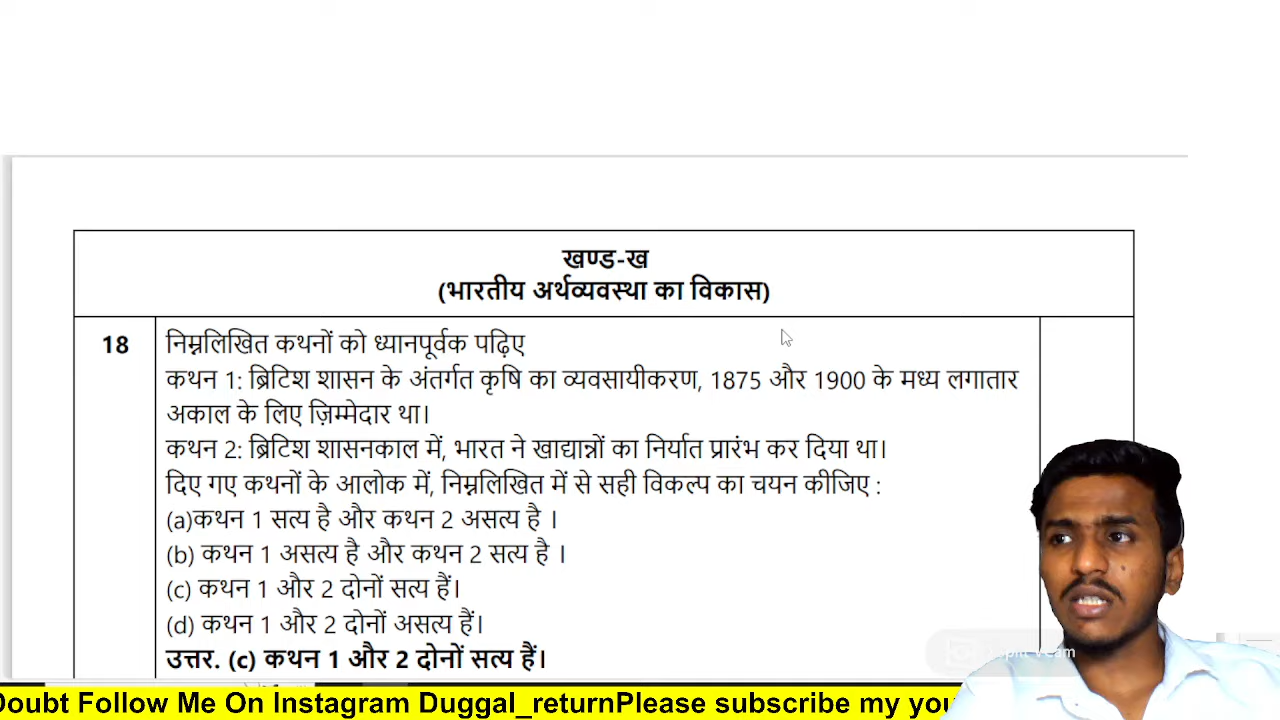 खण्ड-ख
(भारतीय अर्थव्यवस्था का विकास)
18 निम्नलिखित कथनों को ध्यानपूर्वक पढ़िए
कथन 1: ब्रिटिश शासन के अंतर्गत कृषि का व्यवसायीकरण, 1875 और 1900 के मध्य लगातार
अकाल के लिए ज़िम्मेदार था।
कथन 2: ब्रिटिश शासनकाल में, भारत ने खाद्यान्नों का निर्यात प्रारंभ कर दिया था।
दिए गए कथनों के आलोक में, निम्नलिखित में से सही विकल्प का चयन कीजिए :
(a)कथन 1 सत्य है और कथन 2 असत्य है ।
(b) कथन 1 असत्य है और कथन 2 सत्य है ।
(c) कथन 1 और 2 दोनों सत्य हैं।
(d) कथन 1 और 2 दोनों असत्य हैं।
उत्तर. (c) कथन 1 और 2 दोनों सत्य हैं।
Doubt Follow Me On Instagram Duggal_returnPlease subscribe my you